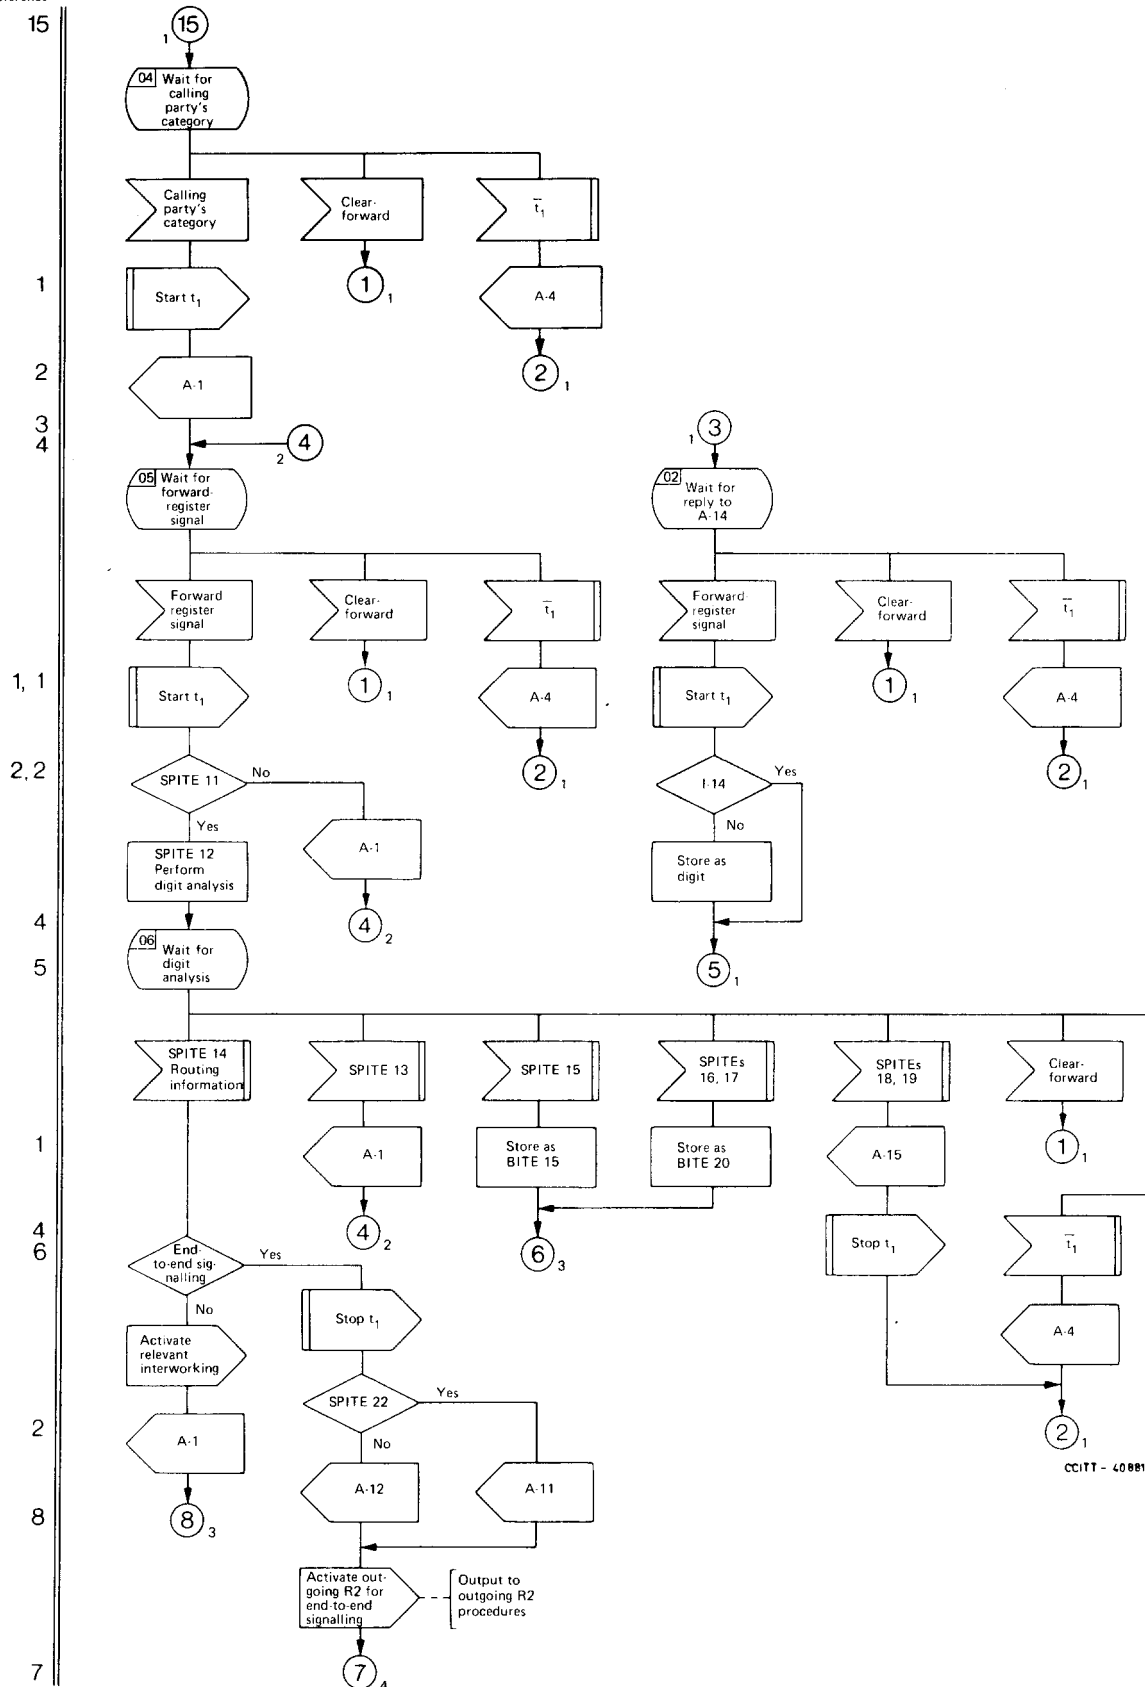 15
15
1
04
Wait for
calling
party's
category
Calling
party's
category
Clear-
forward
t̅1
1
Start t1
1
1
A-4
2
A-1
2
1
3
4
4
2
3
1
05
Wait for
forward-
register
signal
02
Wait for
reply to
A-14
Forward
register
signal
Clear-
forward
t̅1
Forward-
register
signal
Clear-
forward
t̅1
1, 1
Start t1
1
1
A-4
Start t1
1
1
A-4
2, 2
SPITE 11
No
2
1
I-14
Yes
2
1
Yes
A-1
No
SPITE 12
Perform
digit analysis
Store as
digit
4
4
2
06
Wait for
digit
analysis
5
5
1
SPITE 14
Routing
information
SPITE 13
SPITE 15
SPITEs
16, 17
SPITEs
18, 19
Clear-
forward
1
A-1
Store as
BITE 15
Store as
BITE 20
A-15
1
1
4
6
4
2
6
3
Stop t1
t̅1
End-
to-end sig-
nalling
Yes
No
Stop t1
A-4
Activate
relevant
interworking
SPITE 22
Yes
2
A-1
No
2
1
CCITT - 40881
A-12
A-11
8
8
3
Activate out-
going R2 for
end-to-end
signalling
Output to
outgoing R2
procedures
7
7
4